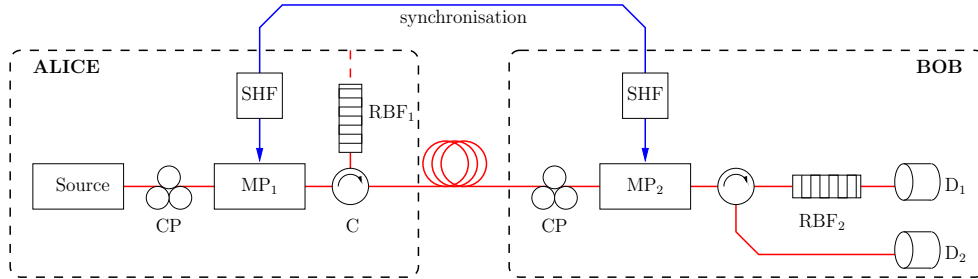 synchronisation
ALICE
BOB
SHF
SHF
RBF₁
Source
MP₁
MP₂
D₁
CP
C
CP
RBF₂
D₂